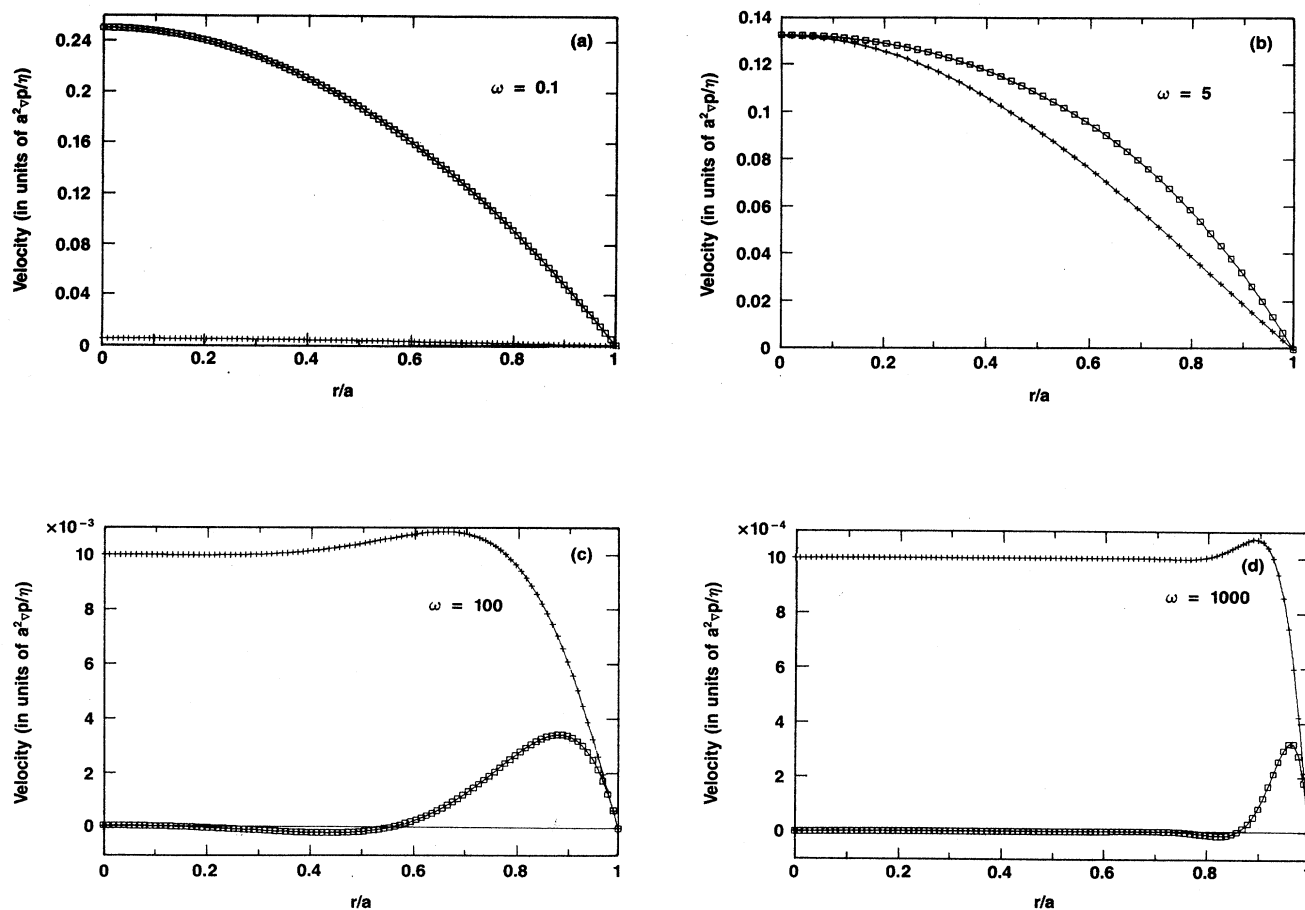 (a)
ω = 0.1
0.24
0.20
0.16
0.12
0.08
0.04
0
0 0.2 0.4 0.6 0.8 1
Velocity (in units of a²∇p/η)
r/a
(b)
ω = 5
0.14
0.12
0.10
0.08
0.06
0.04
0.02
0
0 0.2 0.4 0.6 0.8 1
Velocity (in units of a²∇p/η)
r/a
×10⁻³
(c)
ω = 100
10
8
6
4
2
0
0 0.2 0.4 0.6 0.8 1
Velocity (in units of a²∇p/η)
r/a
×10⁻⁴
(d)
ω = 1000
10
8
6
4
2
0
0 0.2 0.4 0.6 0.8 1
Velocity (in units of a²∇p/η)
r/a